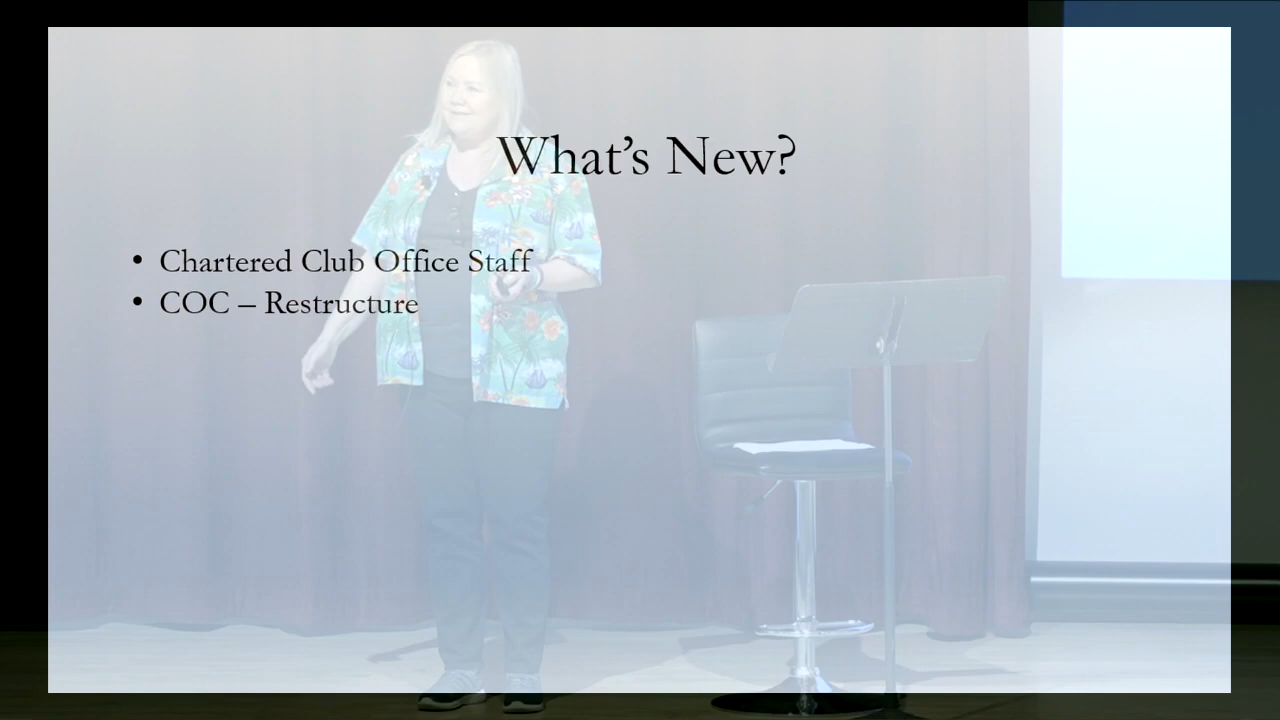 What’s New?
• Chartered Club Office Staff
• COC – Restructure